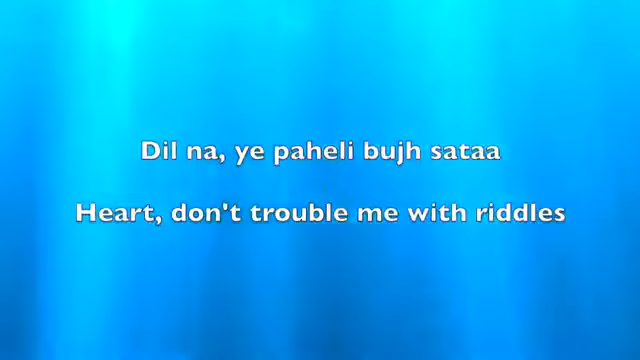 Dil na, ye paheli bujh sataa
Heart, don't trouble me with riddles